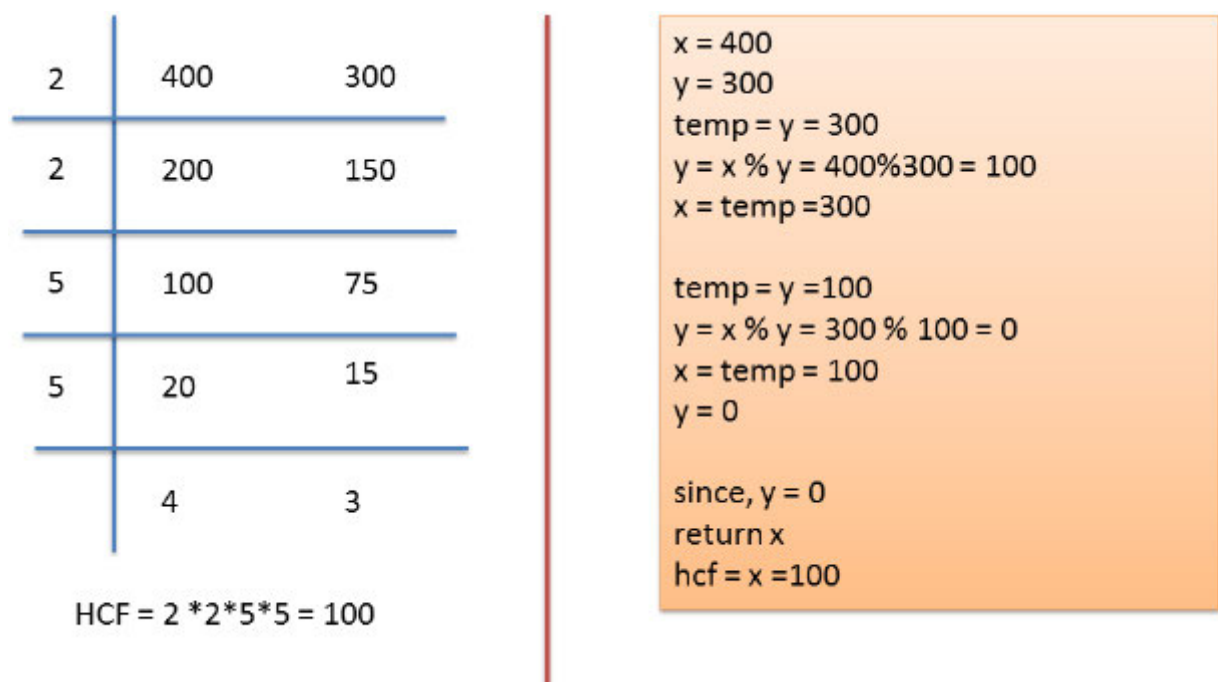 2 400 300
2 200 150
5 100 75
5 20 15
4 3
HCF = 2 *2*5*5 = 100
x = 400
y = 300
temp = y = 300
y = x % y = 400%300 = 100
x = temp =300
temp = y =100
y = x % y = 300 % 100 = 0
x = temp = 100
y = 0
since, y = 0
return x
hcf = x =100